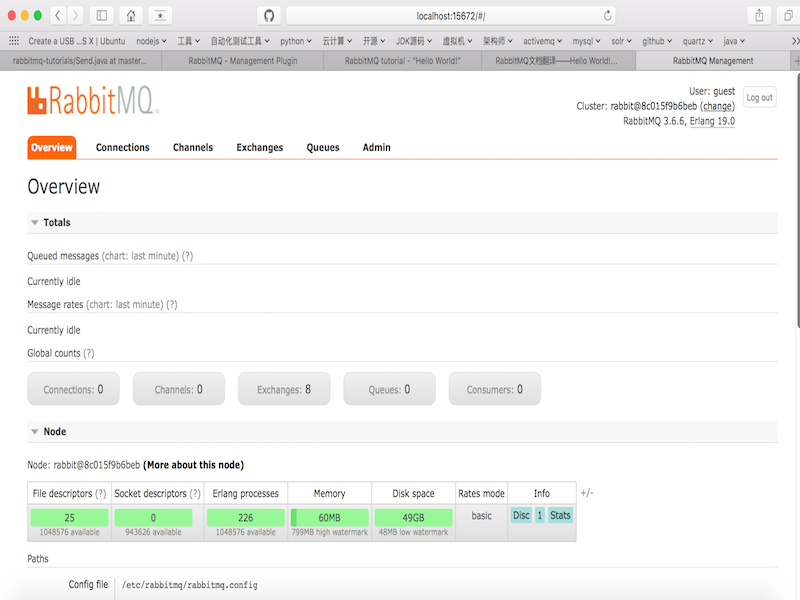 localhost:15672/#/
Create a USB ...S X | Ubuntu nodejs 工具 自动化测试工具 python 云计算 开源 JDK源码 虚拟机 架构师 activemq mysql solr github quartz java
rabbitmq-tutorials/Send.java at master... RabbitMQ - Management Plugin RabbitMQ tutorial - "Hello World!" RabbitMQ文档翻译——Hello World!... RabbitMQ Management
RabbitMQ
User: guest
Log out
Cluster: rabbit@8c015f9b6beb (change)
RabbitMQ 3.6.6, Erlang 19.0
Overview Connections Channels Exchanges Queues Admin
Overview
Totals
Queued messages (chart: last minute) (?)
Currently idle
Message rates (chart: last minute) (?)
Currently idle
Global counts (?)
Connections: 0 Channels: 0 Exchanges: 8 Queues: 0 Consumers: 0
Node
Node: rabbit@8c015f9b6beb (More about this node)
File descriptors (?) Socket descriptors (?) Erlang processes Memory Disk space Rates mode Info +/-
25 0 226 60MB 49GB basic Disc 1 Stats
1048576 available 943626 available 1048576 available 799MB high watermark 48MB low watermark
Paths
Config file /etc/rabbitmq/rabbitmq.config